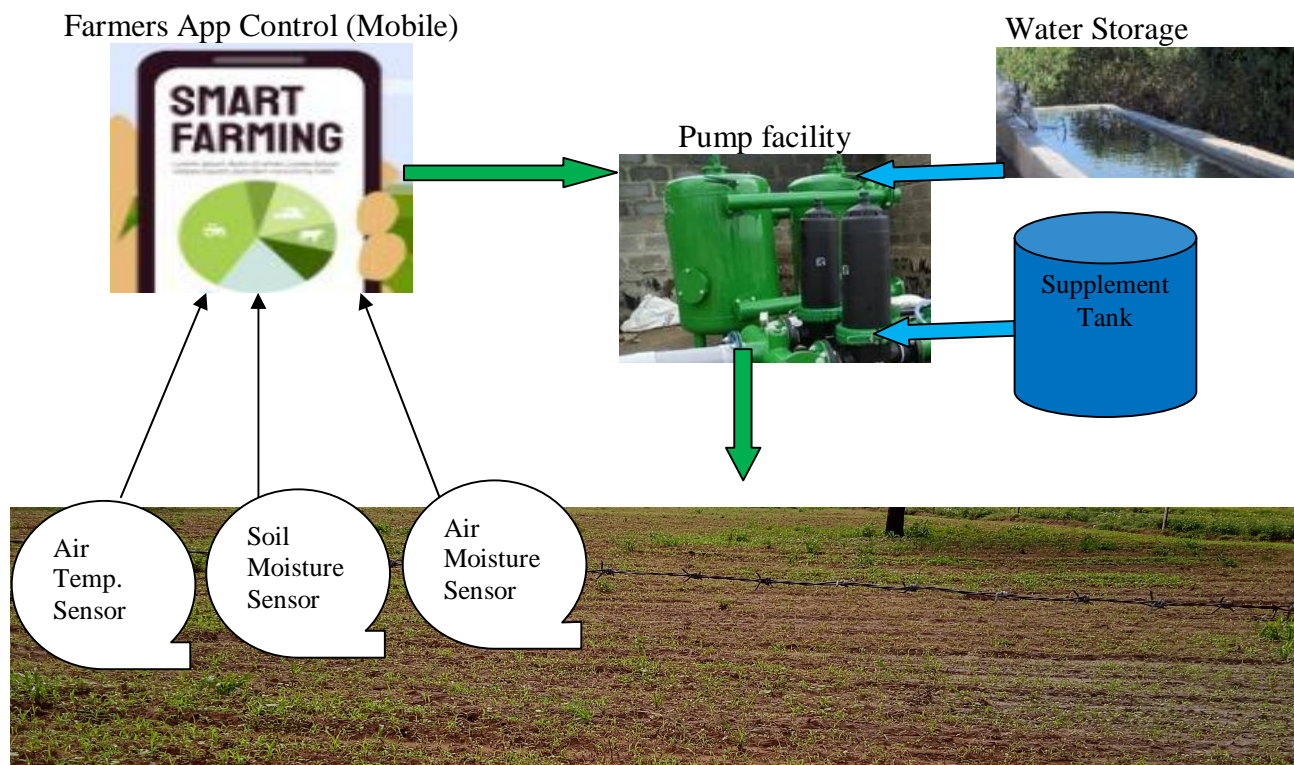 Farmers App Control (Mobile)
Water Storage
SMART
FARMING
Pump facility
Supplement
Tank
Air
Temp.
Sensor
Soil
Moisture
Sensor
Air
Moisture
Sensor